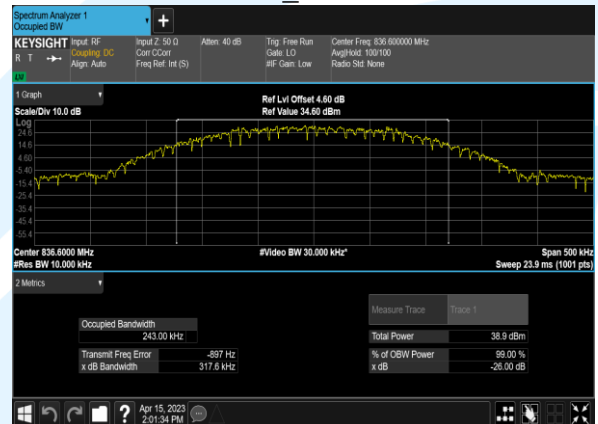 Spectrum Analyzer 1
Occupied BW
+
KEYSIGHT
R T
LV
Input: RF
Coupling: DC
Align: Auto
Input Z: 50 Ω
Corr CCorr
Freq Ref: Int (S)
Atten: 40 dB
Trig: Free Run
Gate: LO
#IF Gain: Low
Center Freq: 836.600000 MHz
Avg|Hold: 100/100
Radio Std: None
1 Graph
Scale/Div 10.0 dB
Ref Lvl Offset 4.60 dB
Ref Value 34.60 dBm
Log
24.6
14.6
4.60
-5.40
-15.4
-25.4
-35.4
-45.4
-55.4
Center 836.6000 MHz
#Res BW 10.000 kHz
#Video BW 30.000 kHz*
Span 500 kHz
Sweep 23.9 ms (1001 pts)
2 Metrics
Measure Trace Trace 1
Occupied Bandwidth
243.00 kHz
Total Power 38.9 dBm
Transmit Freq Error -897 Hz
% of OBW Power 99.00 %
x dB Bandwidth 317.6 kHz
x dB -26.00 dB
?
Apr 15, 2023
2:01:34 PM